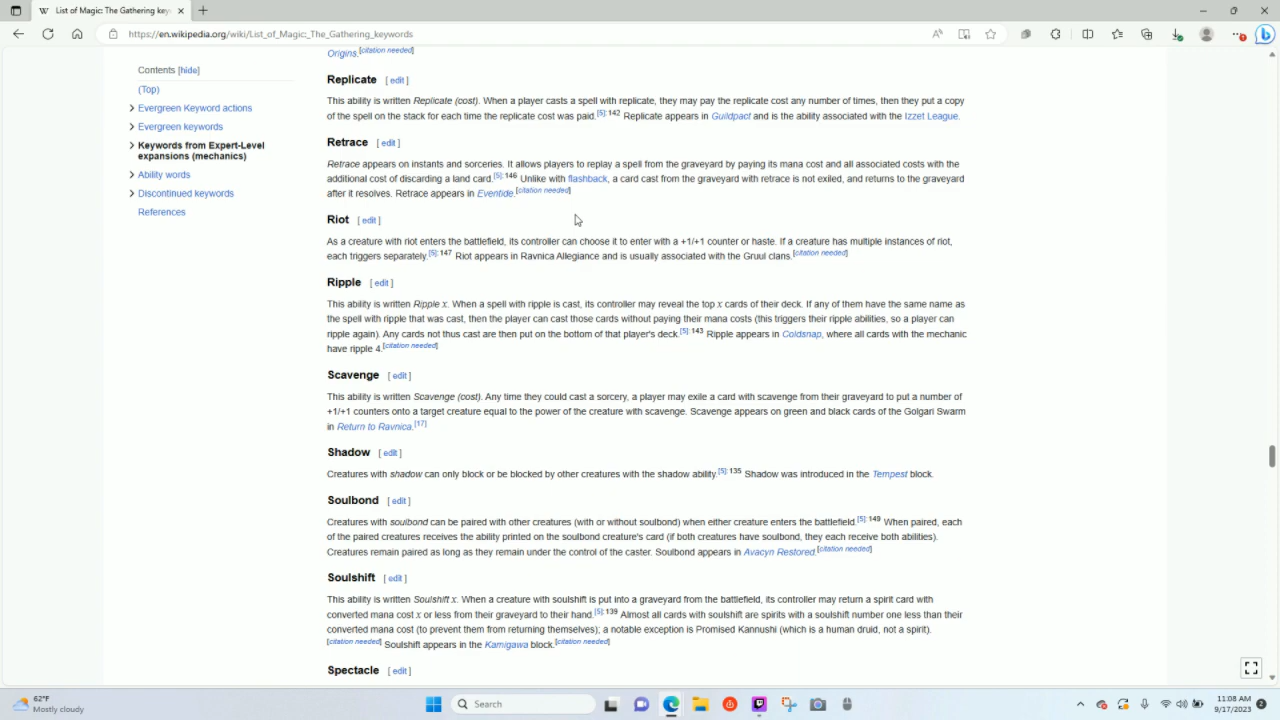 List of Magic: The Gathering key
https://en.wikipedia.org/wiki/List_of_Magic:_The_Gathering_keywords
Contents [hide]
(Top)
Evergreen Keyword actions
Evergreen keywords
Keywords from Expert-Level
expansions (mechanics)
Ability words
Discontinued keywords
References
Origins.[citation needed]
Replicate [ edit ]
This ability is written Replicate (cost). When a player casts a spell with replicate, they may pay the replicate cost any number of times, then they put a copy
of the spell on the stack for each time the replicate cost was paid.[5]: 142 Replicate appears in Guildpact and is the ability associated with the Izzet League.
Retrace [ edit ]
Retrace appears on instants and sorceries. It allows players to replay a spell from the graveyard by paying its mana cost and all associated costs with the
additional cost of discarding a land card.[5]: 146 Unlike with flashback, a card cast from the graveyard with retrace is not exiled, and returns to the graveyard
after it resolves. Retrace appears in Eventide.[citation needed]
Riot [ edit ]
As a creature with riot enters the battlefield, its controller can choose it to enter with a +1/+1 counter or haste. If a creature has multiple instances of riot,
each triggers separately.[5]: 147 Riot appears in Ravnica Allegiance and is usually associated with the Gruul clans.[citation needed]
Ripple [ edit ]
This ability is written Ripple x. When a spell with ripple is cast, its controller may reveal the top x cards of their deck. If any of them have the same name as
the spell with ripple that was cast, then the player can cast those cards without paying their mana costs (this triggers their ripple abilities, so a player can
ripple again). Any cards not thus cast are then put on the bottom of that player's deck.[5]: 143 Ripple appears in Coldsnap, where all cards with the mechanic
have ripple 4.[citation needed]
Scavenge [ edit ]
This ability is written Scavenge (cost). Any time they could cast a sorcery, a player may exile a card with scavenge from their graveyard to put a number of
+1/+1 counters onto a target creature equal to the power of the creature with scavenge. Scavenge appears on green and black cards of the Golgari Swarm
in Return to Ravnica.[17]
Shadow [ edit ]
Creatures with shadow can only block or be blocked by other creatures with the shadow ability.[5]: 135 Shadow was introduced in the Tempest block.
Soulbond [ edit ]
Creatures with soulbond can be paired with other creatures (with or without soulbond) when either creature enters the battlefield.[5]: 149 When paired, each
of the paired creatures receives the ability printed on the soulbond creature's card (if both creatures have soulbond, they each receive both abilities).
Creatures remain paired as long as they remain under the control of the caster. Soulbond appears in Avacyn Restored.[citation needed]
Soulshift [ edit ]
This ability is written Soulshift x. When a creature with soulshift is put into a graveyard from the battlefield, its controller may return a spirit card with
converted mana cost x or less from their graveyard to their hand.[5]: 139 Almost all cards with soulshift are spirits with a soulshift number one less than their
converted mana cost (to prevent them from returning themselves); a notable exception is Promised Kannushi (which is a human druid, not a spirit).
[citation needed] Soulshift appears in the Kamigawa block.[citation needed]
Spectacle [ edit ]
62°F
Mostly cloudy
Search
11:08 AM
9/17/2023